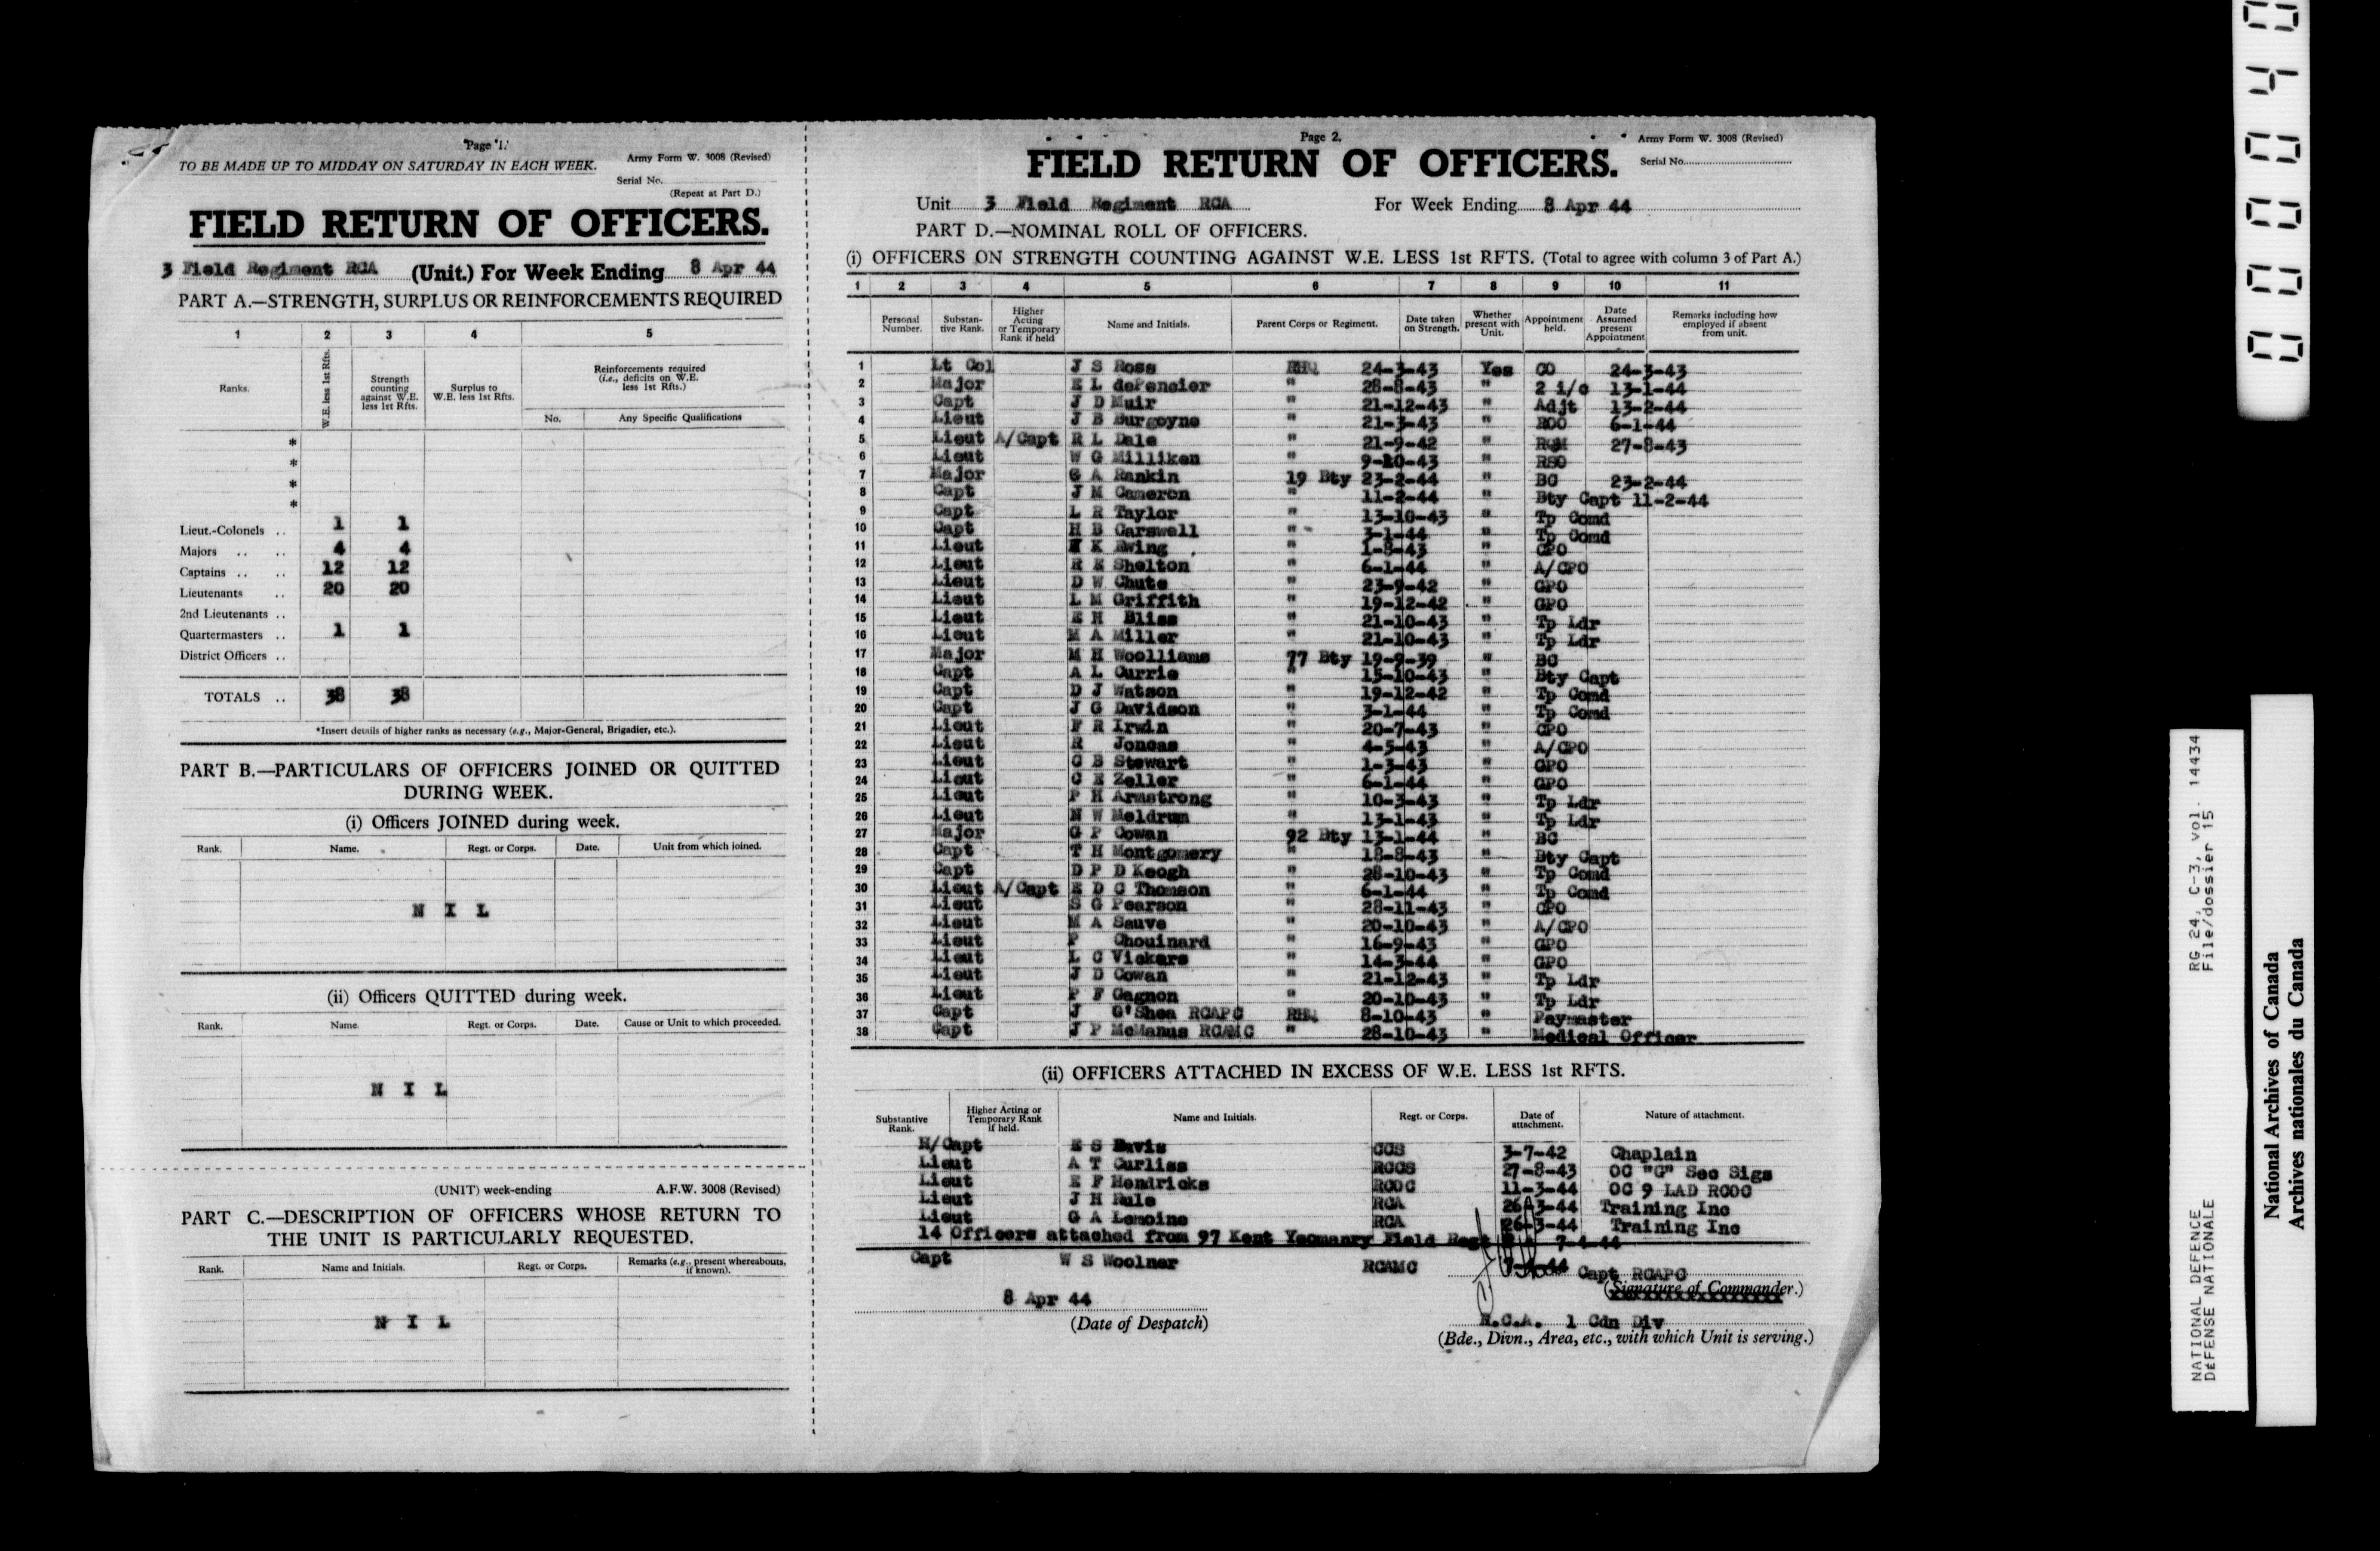 Page 1.
TO BE MADE UP TO MIDDAY ON SATURDAY IN EACH WEEK.
Army Form W. 3008 (Revised)
Serial No.
(Repeat at Part D.)
FIELD RETURN OF OFFICERS.
3 Field Regiment RCA (Unit.) For Week Ending 8 Apr 44
PART A.—STRENGTH, SURPLUS OR REINFORCEMENTS REQUIRED
1 2 3 4 5
Ranks. W.E. less 1st Rfts. Strength counting against W.E. less 1st Rfts. Surplus to W.E. less 1st Rfts. Reinforcements required (i.e., deficits on W.E. less 1st Rfts.)
No. Any Specific Qualifications
*
*
*
*
Lieut.-Colonels .. 1 1
Majors .. .. 4 4
Captains .. .. 12 12
Lieutenants .. 20 20
2nd Lieutenants ..
Quartermasters .. 1 1
District Officers ..
TOTALS .. 38 38
*Insert details of higher ranks as necessary (e.g., Major-General, Brigadier, etc.).
PART B.—PARTICULARS OF OFFICERS JOINED OR QUITTED
DURING WEEK.
(i) Officers JOINED during week.
Rank. Name. Regt. or Corps. Date. Unit from which joined.
N I L
(ii) Officers QUITTED during week.
Rank. Name. Regt. or Corps. Date. Cause or Unit to which proceeded.
N I L
(UNIT) week-ending A.F.W. 3008 (Revised)
PART C.—DESCRIPTION OF OFFICERS WHOSE RETURN TO
THE UNIT IS PARTICULARLY REQUESTED.
Rank. Name and Initials. Regt. or Corps. Remarks (e.g., present whereabouts, if known).
N I L
Page 2.
Army Form W. 3008 (Revised)
FIELD RETURN OF OFFICERS.
Serial No.
Unit 3 Field Regiment RCA For Week Ending 8 Apr 44
PART D.—NOMINAL ROLL OF OFFICERS.
(i) OFFICERS ON STRENGTH COUNTING AGAINST W.E. LESS 1st RFTS. (Total to agree with column 3 of Part A.)
1 2 3 4 5 6 7 8 9 10 11
Personal Number. Substantive Rank. Higher Acting or Temporary Rank if held Name and Initials. Parent Corps or Regiment. Date taken on Strength. Whether present with Unit. Appointment held. Date Assumed present Appointment Remarks including how employed if absent from unit.
1 Lt Col J S Ross RHQ 24-3-43 Yes CO 24-3-43
2 Major E L dePencier " 28-8-43 " 2 i/c 13-1-44
3 Capt J D Muir " 21-12-43 " Adjt 13-2-44
4 Lieut J B Burgoyne " 21-3-43 " ROO 6-1-44
5 Lieut A/Capt R L Dale " 21-9-42 " RQM 27-8-43
6 Lieut W G Milliken " 9-10-43 " RSO
7 Major G A Rankin 19 Bty 23-2-44 " BC 23-2-44
8 Capt J M Cameron " 11-2-44 " Bty Capt 11-2-44
9 Capt L R Taylor " 13-10-43 " Tp Comd
10 Capt H B Carswell " 3-1-44 " Tp Comd
11 Lieut K Ewing " 1-8-43 " CPO
12 Lieut R E Shelton " 6-1-44 " A/CPO
13 Lieut D W Chute " 23-9-42 " GPO
14 Lieut L M Griffith " 19-12-42 " GPO
15 Lieut E H Bliss " 21-10-43 " Tp Ldr
16 Lieut M A Miller " 21-10-43 " Tp Ldr
17 Major M H Woolliams 77 Bty 19-9-39 " BC
18 Capt A L Currie " 15-10-43 " Bty Capt
19 Capt D J Watson " 19-12-42 " Tp Comd
20 Capt J G Davidson " 3-1-44 " Tp Comd
21 Lieut F R Irwin " 20-7-43 " CPO
22 Lieut R Joncas " 4-5-43 " A/CPO
23 Lieut C B Stewart " 1-3-43 " GPO
24 Lieut C E Zeller " 6-1-44 " GPO
25 Lieut P H Armstrong " 10-3-43 " Tp Ldr
26 Lieut N W Meldrum " 13-1-43 " Tp Ldr
27 Major G P Cowan 92 Bty 13-1-44 " BC
28 Capt T H Montgomery " 18-8-43 " Bty Capt
29 Capt D P D Keogh " 28-10-43 " Tp Comd
30 Lieut A/Capt E D C Thomson " 6-1-44 " Tp Comd
31 Lieut S G Pearson " 28-11-43 " CPO
32 Lieut M A Sauve " 20-10-43 " A/CPO
33 Lieut P Chouinard " 16-9-43 " GPO
34 Lieut L C Vickers " 14-3-44 " GPO
35 Lieut J D Cowan " 21-12-43 " Tp Ldr
36 Lieut P F Gagnon " 20-10-43 " Tp Ldr
37 Capt J O'Shea RCAPC RHQ 8-10-43 " Paymaster
38 Capt J P McManus RCAMC " 28-10-43 " Medical Officer
(ii) OFFICERS ATTACHED IN EXCESS OF W.E. LESS 1st RFTS.
Substantive Rank. Higher Acting or Temporary Rank if held. Name and Initials. Regt. or Corps. Date of attachment. Nature of attachment.
H/Capt E S Davis CCS 3-7-42 Chaplain
Lieut A T Curliss RCCS 27-8-43 OC "G" Sec Sigs
Lieut E F Hendricks RCOC 11-3-44 OC 9 LAD RCOC
Lieut J H Rule RCA 26-3-44 Training Inc
Lieut G A Lemoine RCA 26-3-44 Training Inc
14 Officers attached from 97 Kent Yeomanry Field Regt 7-4-44
Capt W S Woolner RCAMC 7-4-44
Capt RCAPC
(Signature of Commander.)
8 Apr 44
(Date of Despatch)
R.C.A. 1 Cdn Div
(Bde., Divn., Area, etc., with which Unit is serving.)
NATIONAL DEFENCE RG 24, C-3, vol. 14434
DÉFENSE NATIONALE File/dossier 15
National Archives of Canada
Archives nationales du Canada